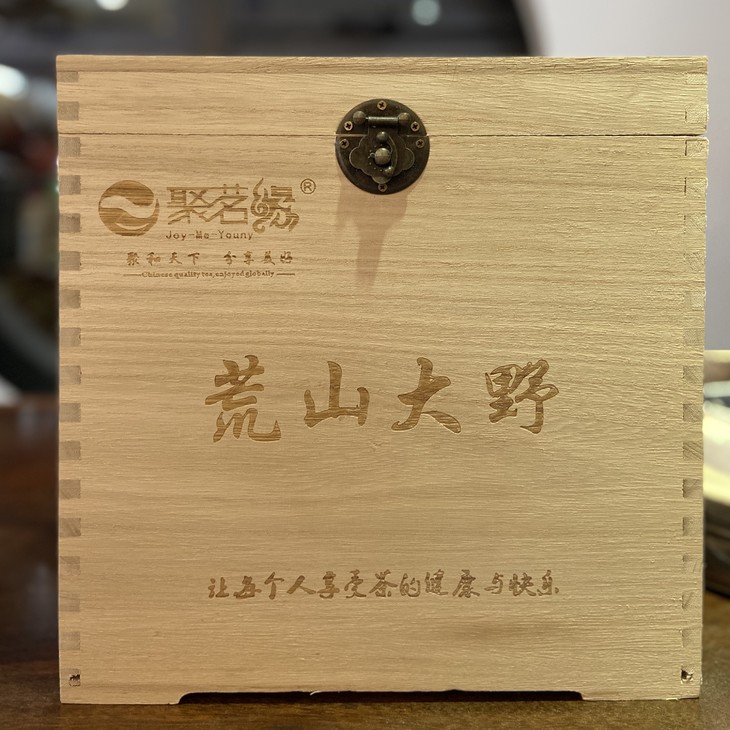 聚茗缘®
Joy-Me-Youny
聚和天下 分享美好
Chinese quality tea,enjoyed globally
荒山大野
让每个人享受茶的健康与快乐